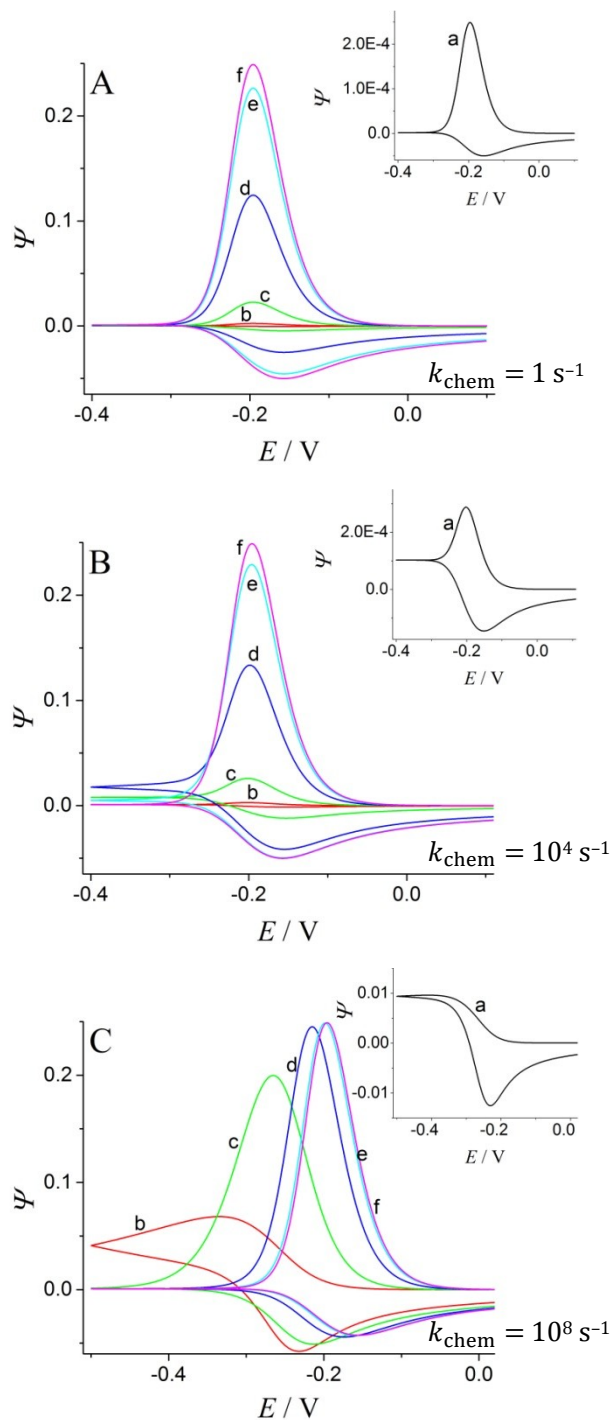 A
0.2
0.1
0.0
Ψ
f
e
d
c
b
-0.4
-0.2
0.0
E / V
k_chem = 1 s⁻¹
2.0E-4
1.0E-4
0.0
Ψ
a
-0.4
-0.2
0.0
E / V
B
0.2
0.1
0.0
Ψ
f
e
d
c
b
-0.4
-0.2
0.0
E / V
k_chem = 10⁴ s⁻¹
2.0E-4
0.0
Ψ
a
-0.4
-0.2
0.0
E / V
C
0.2
0.1
0.0
Ψ
d
c
e
f
b
-0.4
-0.2
0.0
E / V
k_chem = 10⁸ s⁻¹
0.01
0.00
-0.01
Ψ
a
-0.4
-0.2
0.0
E / V